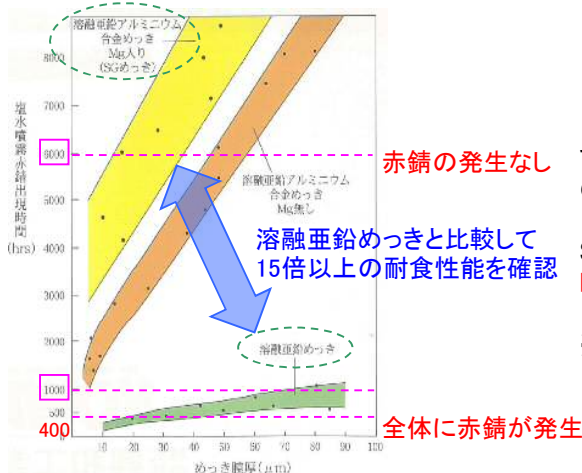 溶融亜鉛アルミニウム
合金めっき
Mg入り
(SGめっき)
塩水噴霧赤錆出現時間
(hrs)
8000
7000
6000
5000
4000
3000
2000
1000
500
400
0
赤錆の発生なし
溶融亜鉛アルミニウム
合金めっき
Mg無し
溶融亜鉛めっきと比較して
15倍以上の耐食性能を確認
溶融亜鉛めっき
全体に赤錆が発生
10 20 30 40 50 60 70 80 90 100
めっき膜厚(μm)